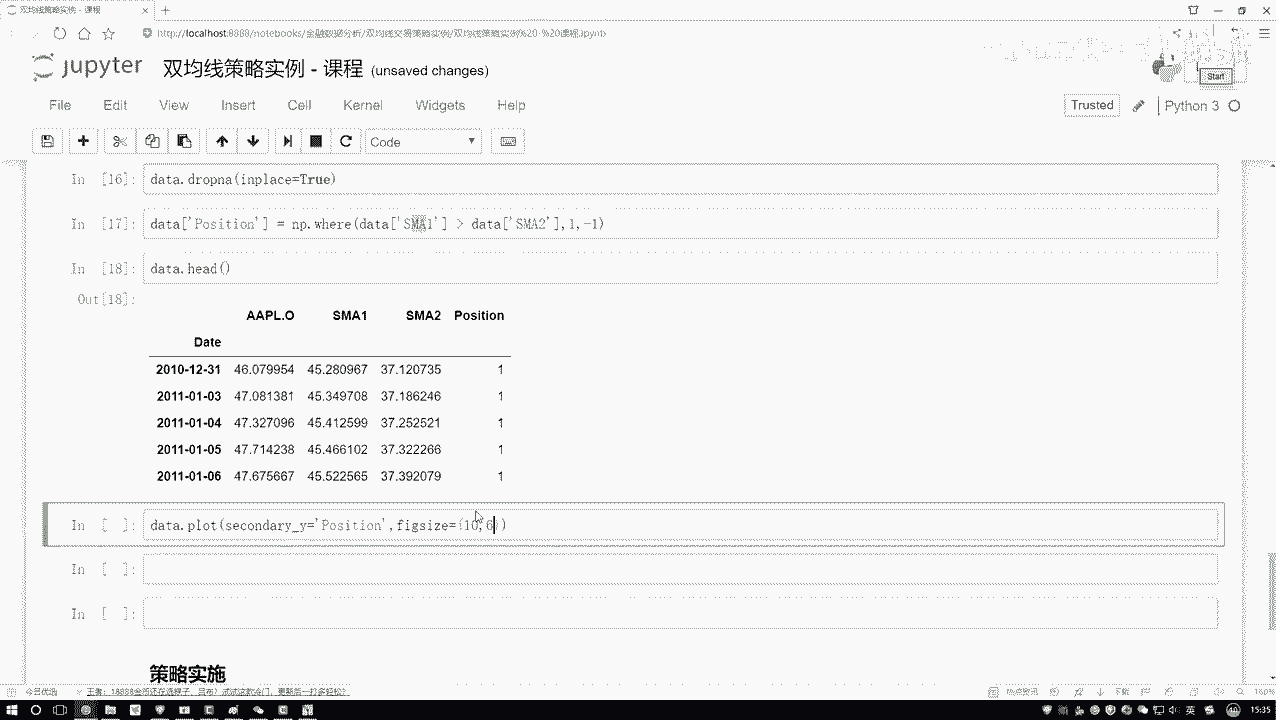 双均线策略实例 - 课程
http://localhost:8888/notebooks/金融数据分析/双均线交易策略实例/双均线策略实例%20-%20课程.ipynb
jupyter 双均线策略实例 - 课程 (unsaved changes)
Start
File Edit View Insert Cell Kernel Widgets Help
Trusted Python 3
Code
In [16]: data.dropna(inplace=True)
In [17]: data['Position'] = np.where(data['SMA1'] > data['SMA2'],1,-1)
In [18]: data.head()
Out[18]:
AAPL.O SMA1 SMA2 Position
Date
2010-12-31 46.079954 45.280967 37.120735 1
2011-01-03 47.081381 45.349708 37.186246 1
2011-01-04 47.327096 45.412599 37.252521 1
2011-01-05 47.714238 45.466102 37.322266 1
2011-01-06 47.675667 45.522565 37.392079 1
In [ ]: data.plot(secondary_y='Position',figsize=(10,6))
In [ ]:
In [ ]:
策略实施
今日优选
下载 160%
英 15:35